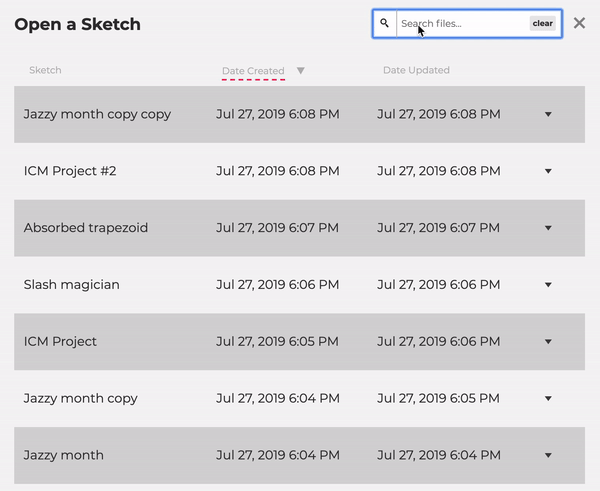 Open a Sketch
Search files...
clear
Sketch Date Created Date Updated
Jazzy month copy copy Jul 27, 2019 6:08 PM Jul 27, 2019 6:08 PM
ICM Project #2 Jul 27, 2019 6:08 PM Jul 27, 2019 6:08 PM
Absorbed trapezoid Jul 27, 2019 6:07 PM Jul 27, 2019 6:07 PM
Slash magician Jul 27, 2019 6:06 PM Jul 27, 2019 6:06 PM
ICM Project Jul 27, 2019 6:05 PM Jul 27, 2019 6:06 PM
Jazzy month copy Jul 27, 2019 6:04 PM Jul 27, 2019 6:05 PM
Jazzy month Jul 27, 2019 6:04 PM Jul 27, 2019 6:04 PM